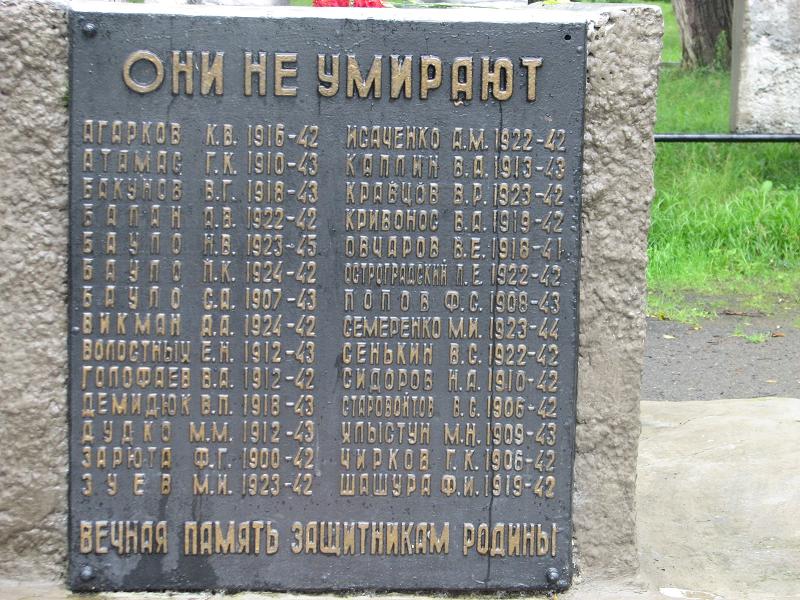 ОНИ НЕ УМИРАЮТ
АГАРКОВ К.В. 1916-42
АТАМАС Г.К. 1910-43
БАКУНОВ В.Г. 1918-43
БАЛАН А.В. 1922-42
БАУЛО Н.В. 1923-45
БАУЛО П.К. 1924-42
БАУЛО С.А. 1907-43
ВИКМАН А.А. 1924-42
ВОЛОСТНЫХ Е.Н. 1912-43
ГОЛОФАЕВ В.А. 1912-42
ДЕМИДЮК В.П. 1918-43
ДУДКО М.М. 1912-43
ЗАРЮТА Ф.Г. 1900-42
ЗУЕВ М.И. 1923-42
ИСАЧЕНКО А.М. 1922-42
КАПЛИН В.А. 1913-43
КРАВЦОВ В.Р. 1923-42
КРИВОНОС В.А. 1919-42
ОВЧАРОВ В.Е. 1918-41
ОСТРОГРАДСКИЙ Л.Е. 1922-42
ПОПОВ Ф.С. 1908-43
СЕМЕРЕНКО М.И. 1923-44
СЕНЬКИН В.С. 1922-42
СИДОРОВ Н.А. 1910-42
СТАРОВОЙТОВ В.С. 1906-42
ХЛЫСТУН М.Н. 1909-43
ЧИРКОВ Г.К. 1906-42
ШАШУРА Ф.И. 1919-42
ВЕЧНАЯ ПАМЯТЬ ЗАЩИТНИКАМ РОДИНЫ